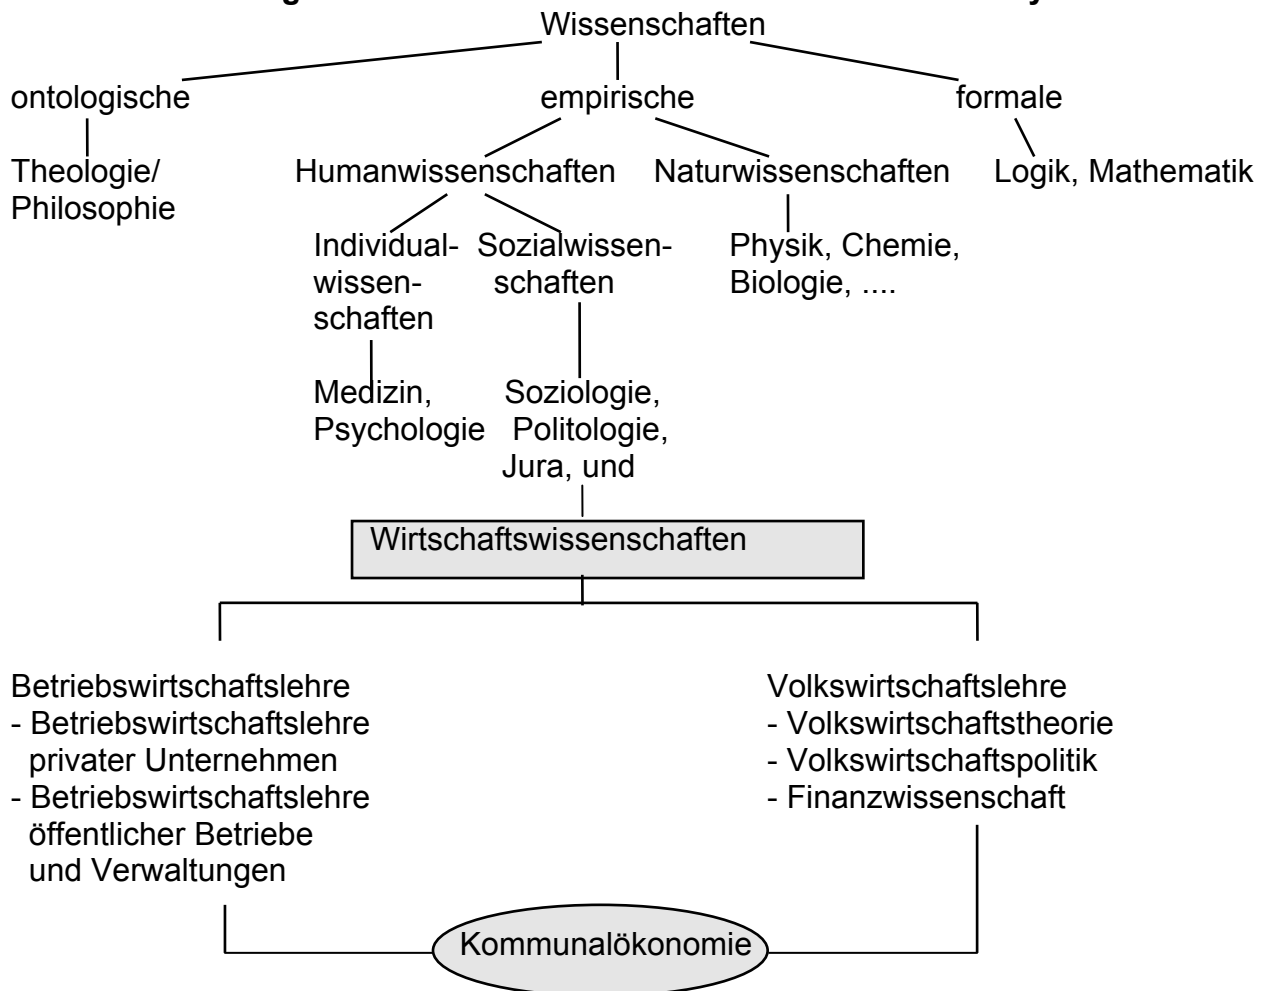 Wissenschaften
ontologische empirische formale
Theologie/ Humanwissenschaften Naturwissenschaften Logik, Mathematik
Philosophie
Individual- Sozialwissen- Physik, Chemie,
wissen- schaften Biologie, ....
schaften
Medizin, Soziologie,
Psychologie Politologie,
Jura, und
Wirtschaftswissenschaften
Betriebswirtschaftslehre Volkswirtschaftslehre
- Betriebswirtschaftslehre - Volkswirtschaftstheorie
privater Unternehmen - Volkswirtschaftspolitik
- Betriebswirtschaftslehre - Finanzwissenschaft
öffentlicher Betriebe
und Verwaltungen
Kommunalökonomie